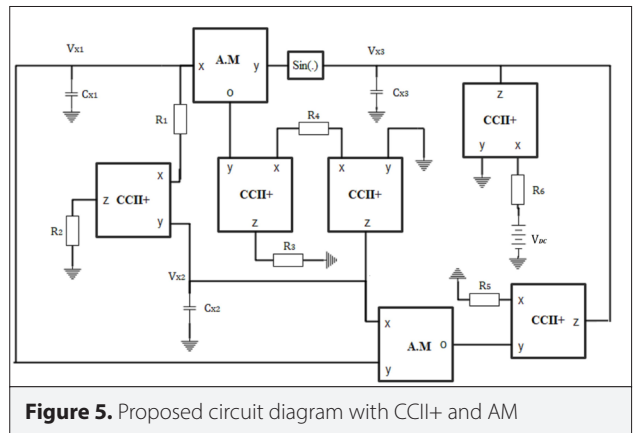 Vx1
A.M
x
y
o
Sin(.)
Vx3
Cx1
Cx3
R1
R4
z
CCII+
y
x
R6
VDC
x
z CCII+
y
R2
y
x
CCII+
z
x
y
CCII+
z
R3
Vx2
Cx2
R5
x
CCII+ z
y
x
o
A.M
y
Figure 5. Proposed circuit diagram with CCII+ and AM